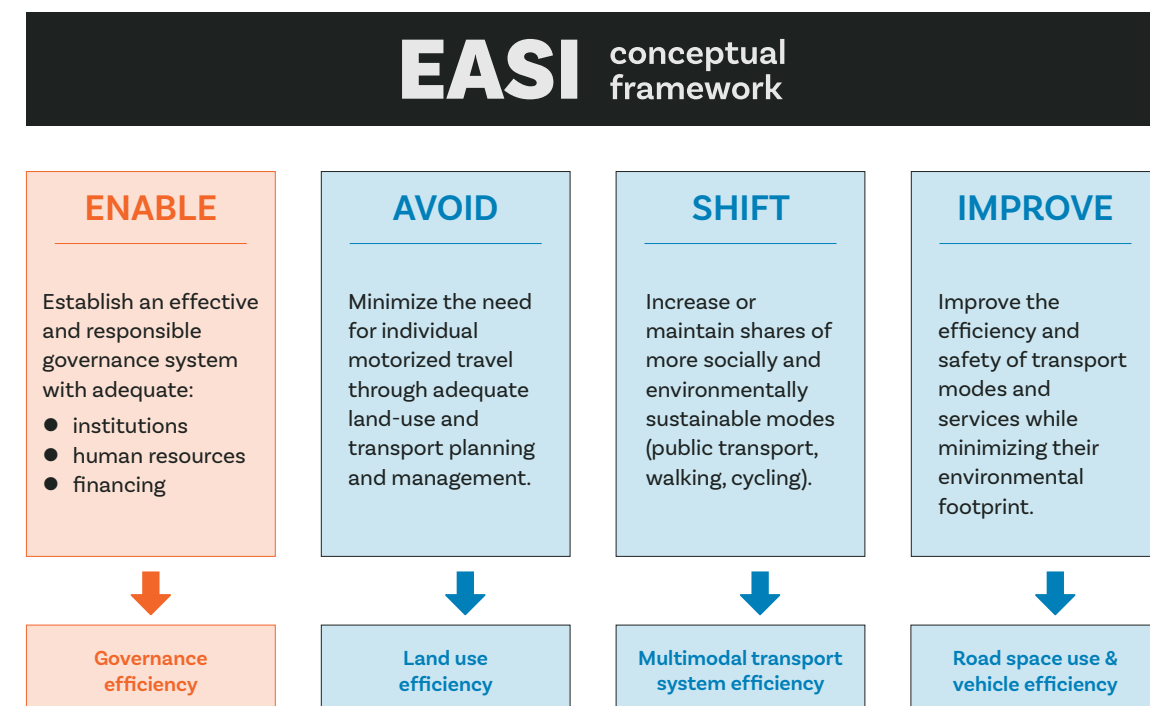 EASI conceptual
framework
ENABLE
Establish an effective
and responsible
governance system
with adequate:
● institutions
● human resources
● financing
Governance
efficiency
AVOID
Minimize the need
for individual
motorized travel
through adequate
land-use and
transport planning
and management.
Land use
efficiency
SHIFT
Increase or
maintain shares of
more socially and
environmentally
sustainable modes
(public transport,
walking, cycling).
Multimodal transport
system efficiency
IMPROVE
Improve the
efficiency and
safety of transport
modes and
services while
minimizing their
environmental
footprint.
Road space use &
vehicle efficiency